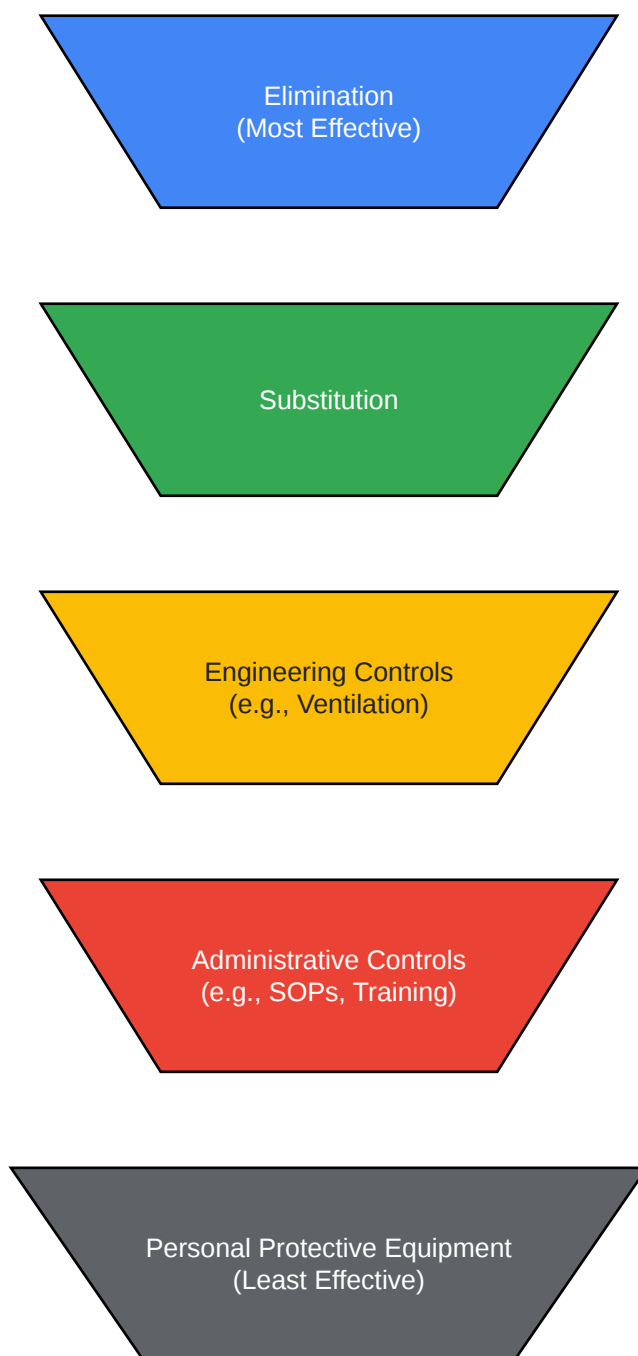 Elimination
(Most Effective)
Substitution
Engineering Controls
(e.g., Ventilation)
Administrative Controls
(e.g., SOPs, Training)
Personal Protective Equipment
(Least Effective)